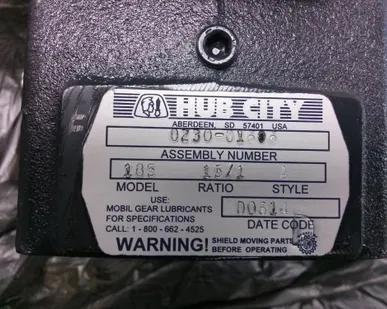 HUB CITY
ABERDEEN, SD 57401 USA
ASSEMBLY NUMBER
185 15/1
MODEL RATIO STYLE
USE:
MOBIL GEAR LUBRICANTS
FOR SPECIFICATIONS
CALL: 1-800-662-4525
DATE CODE
WARNING! SHIELD MOVING PARTS
BEFORE OPERATING